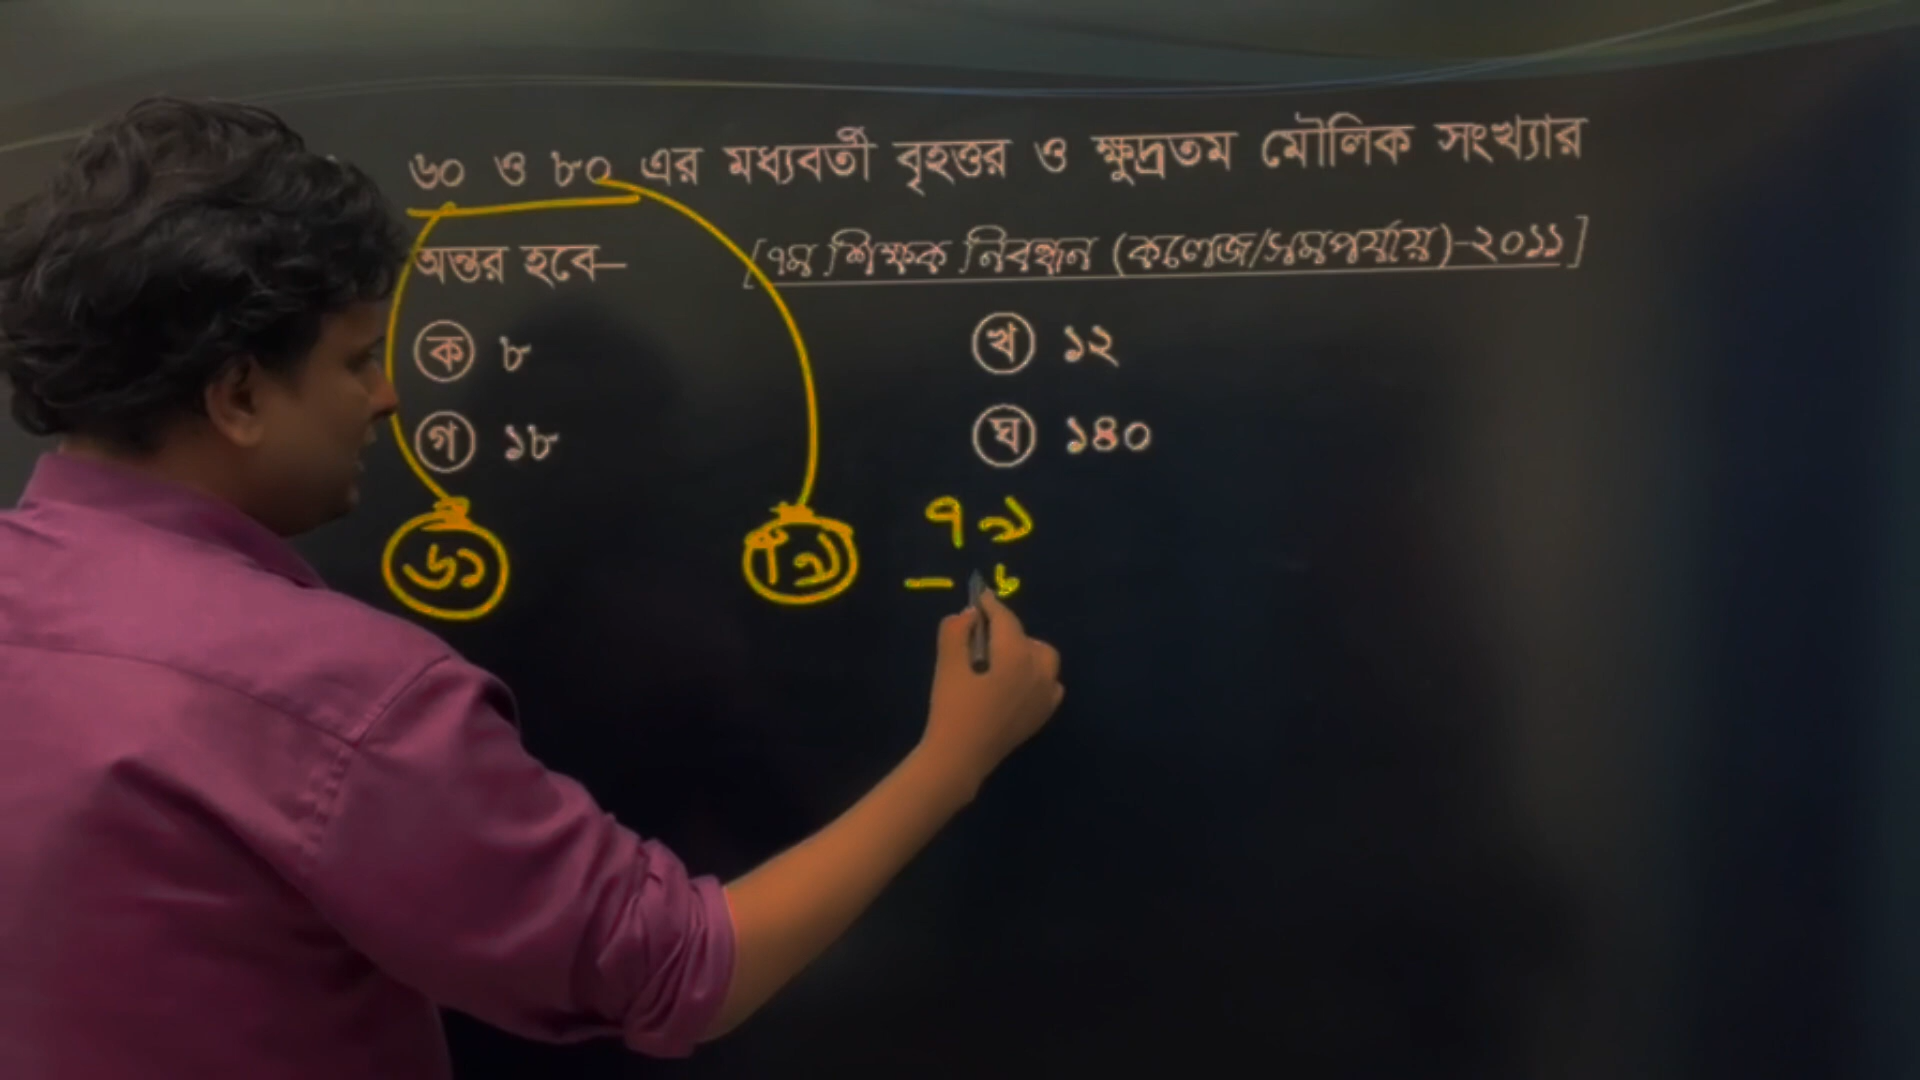 ৬০ ও ৮০ এর মধ্যবর্তী বৃহত্তর ও ক্ষুদ্রতম মৌলিক সংখ্যার
অন্তর হবে– [৭ম শিক্ষক নিবন্ধন (কলেজ/সমপর্যায়)-২০১১]
ক ৮ খ ১২
গ ১৮ ঘ ১৪০
৬১ ৭৯ ৭৯
– ৬